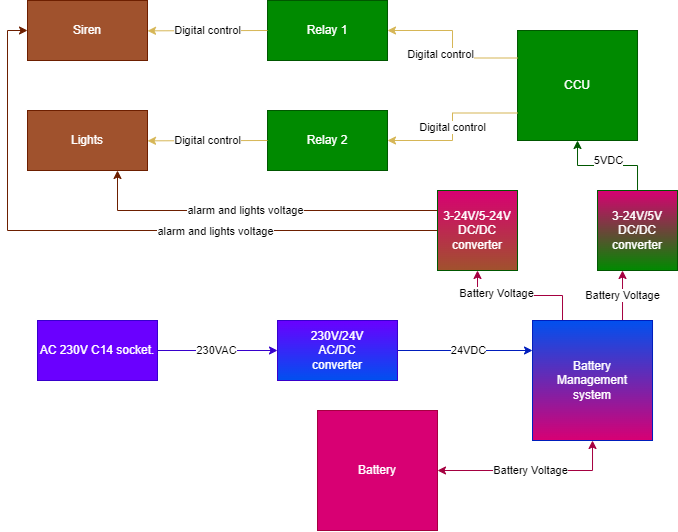 Siren
Digital control
Relay 1
Digital control
CCU
Lights
Digital control
Relay 2
Digital control
5VDC
alarm and lights voltage
alarm and lights voltage
3-24V/5-24V
DC/DC
converter
3-24V/5V
DC/DC
converter
Battery Voltage
Battery Voltage
AC 230V C14 socket.
230VAC
230V/24V
AC/DC
converter
24VDC
Battery
Management
system
Battery
Battery Voltage